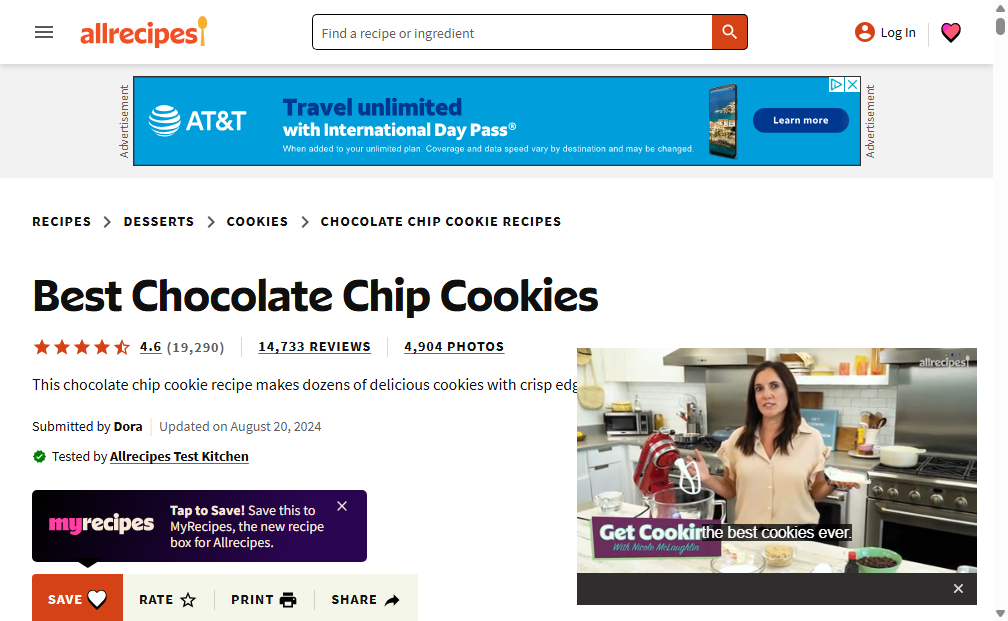 allrecipes
Find a recipe or ingredient
Log In
Advertisement
AT&T
Travel unlimited
with International Day Pass®
When added to your unlimited plan. Coverage and data speed vary by destination and may be changed.
Learn more
Advertisement
RECIPES > DESSERTS > COOKIES > CHOCOLATE CHIP COOKIE RECIPES
Best Chocolate Chip Cookies
4.6 (19,290) 14,733 REVIEWS 4,904 PHOTOS
This chocolate chip cookie recipe makes dozens of delicious cookies with crisp edg
Submitted by Dora Updated on August 20, 2024
Tested by Allrecipes Test Kitchen
myrecipes
Tap to Save! Save this to
MyRecipes, the new recipe
box for Allrecipes.
SAVE RATE PRINT SHARE
allrecipes
Get Cookin
the best cookies ever.
With Nicole McLaughlin